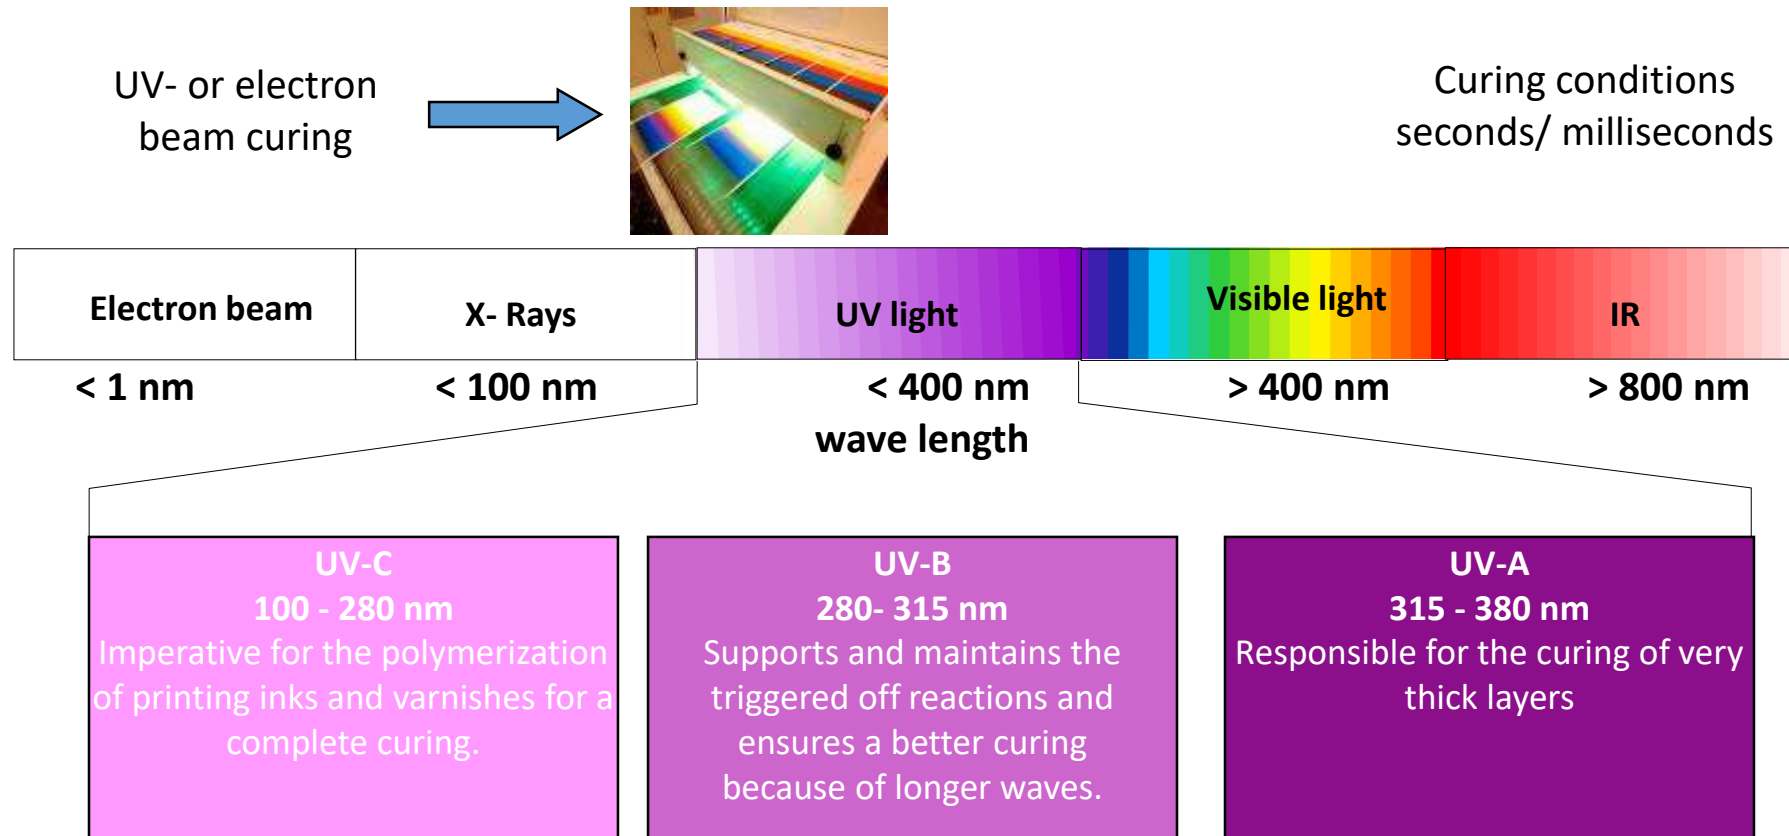 UV- or electron
beam curing
Curing conditions
seconds/ milliseconds
Electron beam
X- Rays
UV light
Visible light
IR
< 1 nm
< 100 nm
< 400 nm
> 400 nm
> 800 nm
wave length
UV-C
100 - 280 nm
Imperative for the polymerization
of printing inks and varnishes for a
complete curing.
UV-B
280- 315 nm
Supports and maintains the
triggered off reactions and
ensures a better curing
because of longer waves.
UV-A
315 - 380 nm
Responsible for the curing of very
thick layers